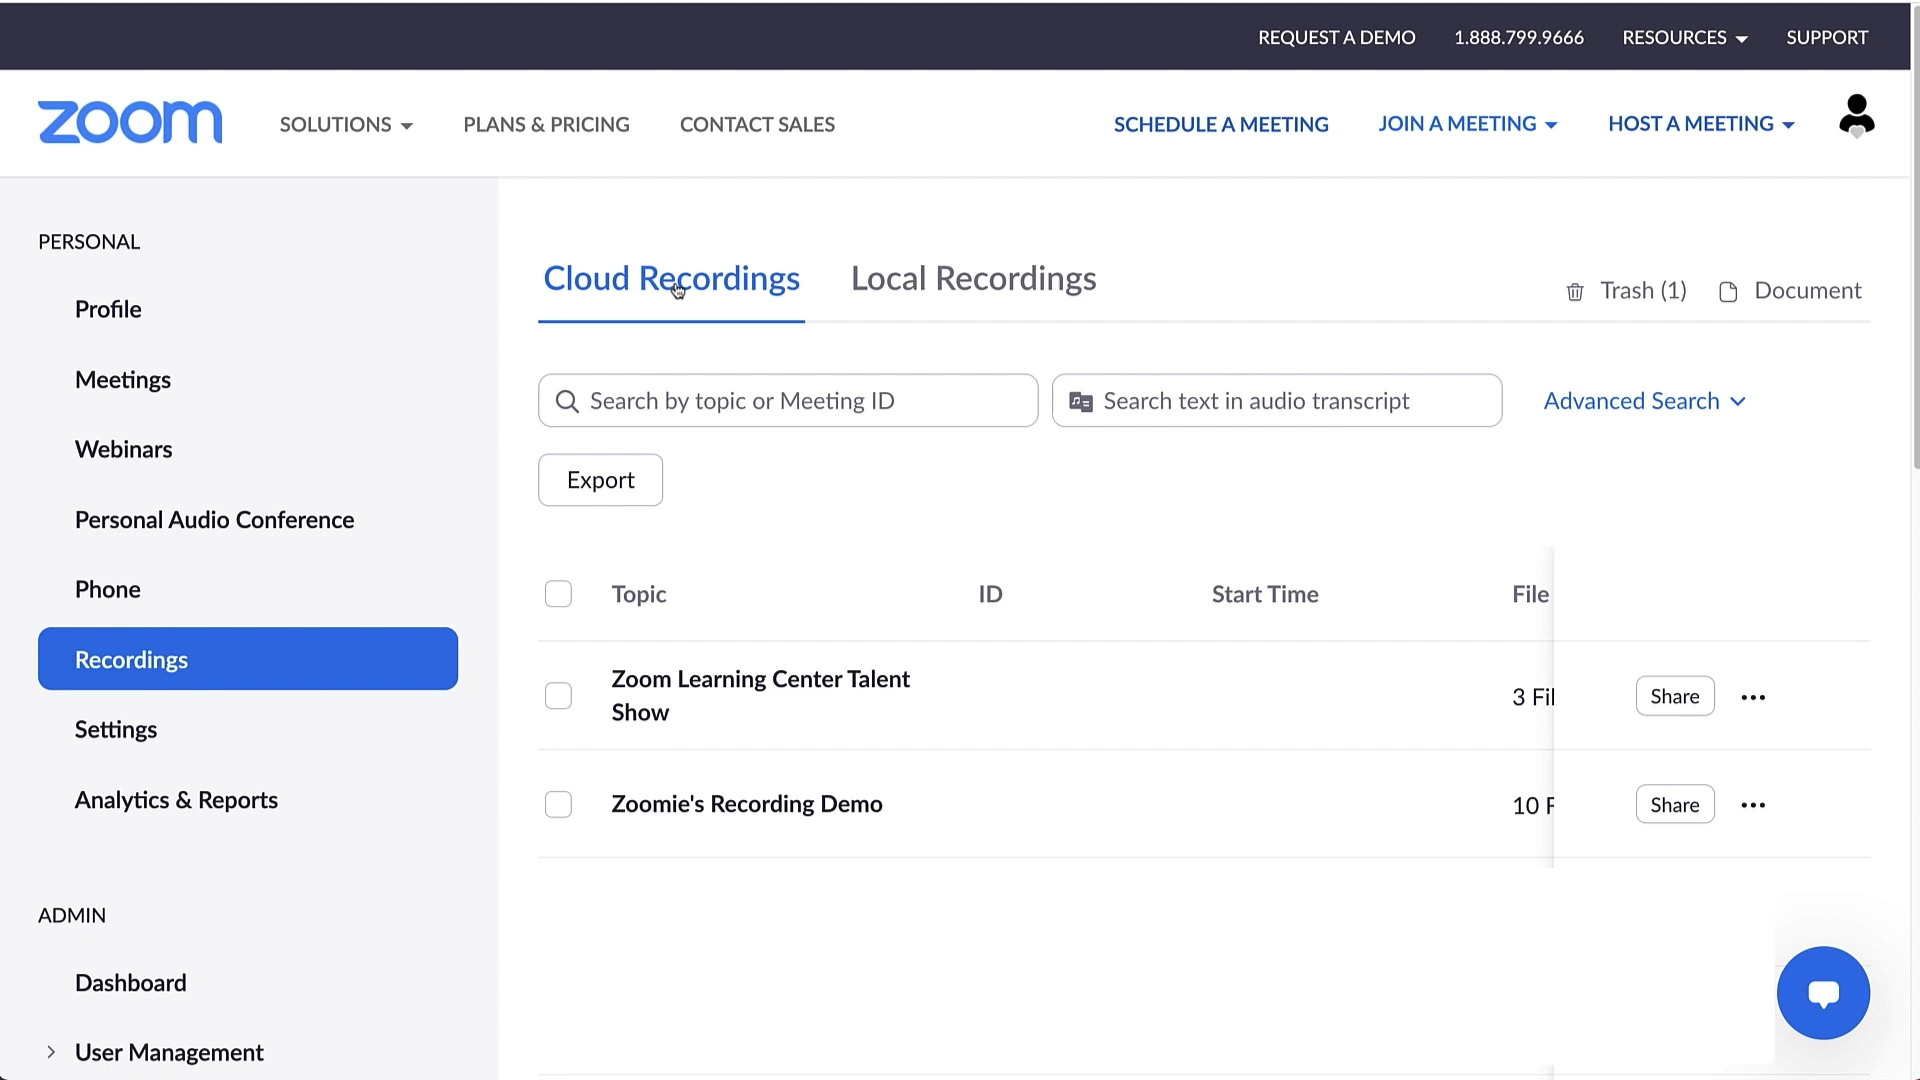 REQUEST A DEMO 1.888.799.9666 RESOURCES SUPPORT
zoom SOLUTIONS PLANS & PRICING CONTACT SALES SCHEDULE A MEETING JOIN A MEETING HOST A MEETING
PERSONAL
Profile
Meetings
Webinars
Personal Audio Conference
Phone
Recordings
Settings
Analytics & Reports
ADMIN
Dashboard
User Management
Cloud Recordings Local Recordings
Trash (1) Document
Search by topic or Meeting ID Search text in audio transcript Advanced Search
Export
Topic ID Start Time File
Zoom Learning Center Talent
Show
3 Fil Share
Zoomie's Recording Demo 10 F Share